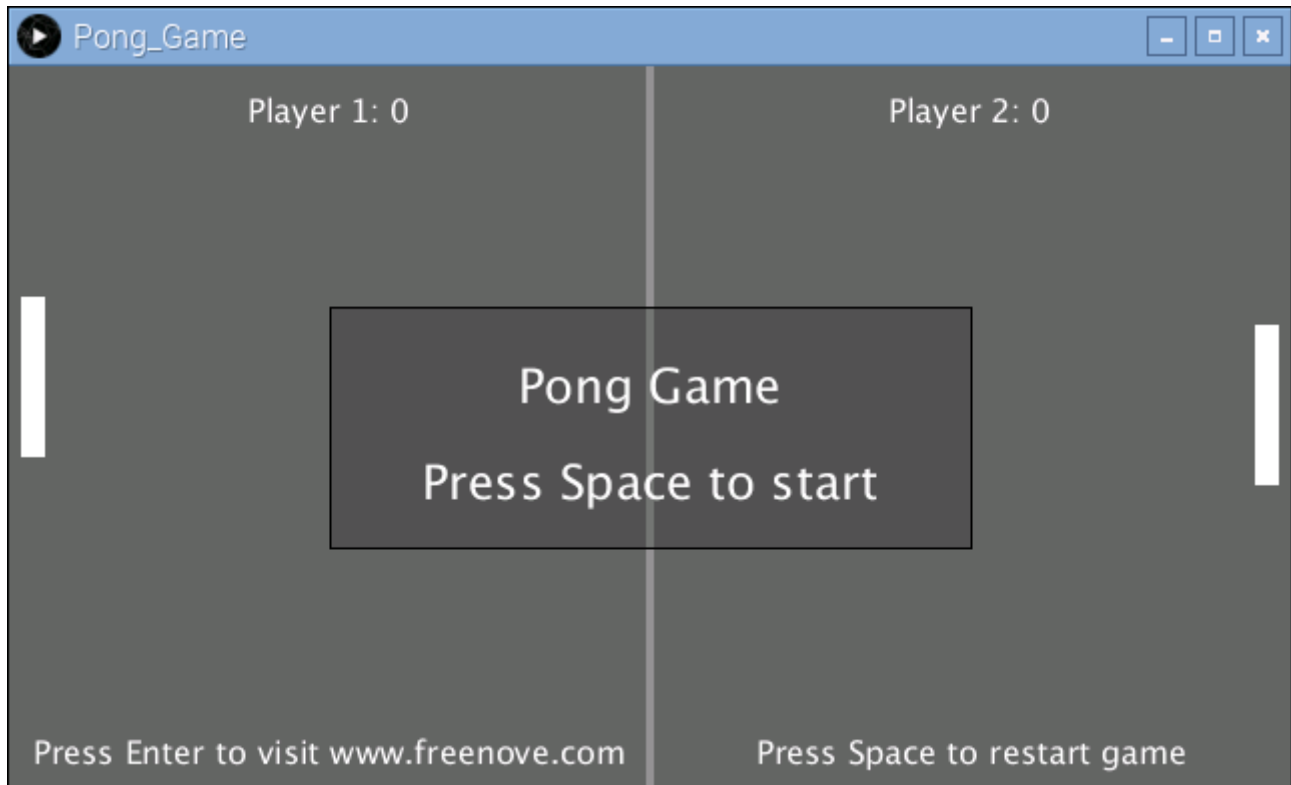 Pong_Game
Player 1: 0
Player 2: 0
Pong Game
Press Space to start
Press Enter to visit www.freenove.com
Press Space to restart game